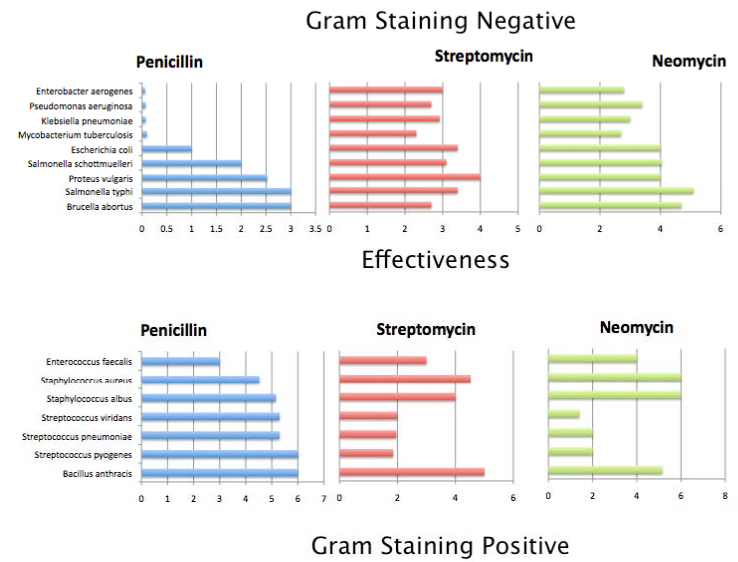 Gram Staining Negative
Penicillin
Streptomycin
Neomycin
Enterobacter aerogenes
Pseudomonas aeruginosa
Klebsiella pneumoniae
Mycobacterium tuberculosis
Escherichia coli
Salmonella schottmuelleri
Proteus vulgaris
Salmonella typhi
Brucella abortus
0 0.5 1 1.5 2 2.5 3 3.5
0 1 2 3 4 5
0 2 4 6
Effectiveness
Penicillin
Streptomycin
Neomycin
Enterococcus faecalis
Staphylococcus aureus
Staphylococcus albus
Streptococcus viridans
Streptococcus pneumoniae
Streptococcus pyogenes
Bacillus anthracis
0 1 2 3 4 5 6 7
0 2 4 6
0 2 4 6 8
Gram Staining Positive